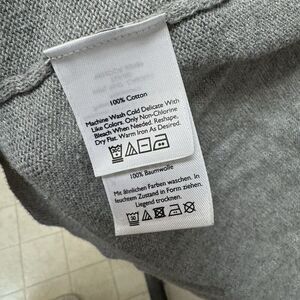 100% Cotton
Machine Wash Cold Delicate With
Like Colors. Only Non-Chlorine
Bleach When Needed. Reshape,
Dry Flat. Warm Iron As Desired.
100% Baumwolle
Mit ähnlichen Farben waschen. In
feuchtem Zustand in Form ziehen.
Liegend trocknen.
30